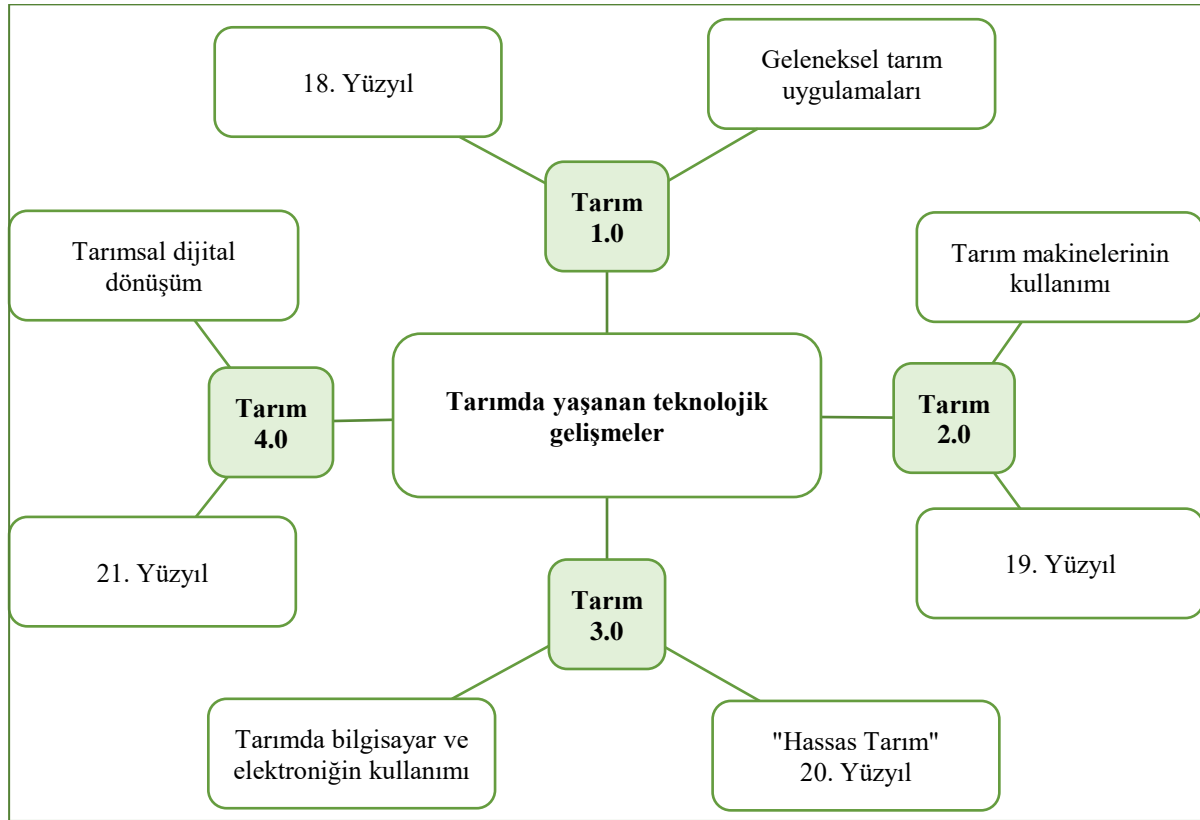 18. Yüzyıl
Geleneksel tarım
uygulamaları
Tarım
1.0
Tarımsal dijital
dönüşüm
Tarım makinelerinin
kullanımı
Tarım
4.0
Tarımda yaşanan teknolojik
gelişmeler
Tarım
2.0
21. Yüzyıl
19. Yüzyıl
Tarım
3.0
Tarımda bilgisayar ve
elektroniğin kullanımı
"Hassas Tarım"
20. Yüzyıl